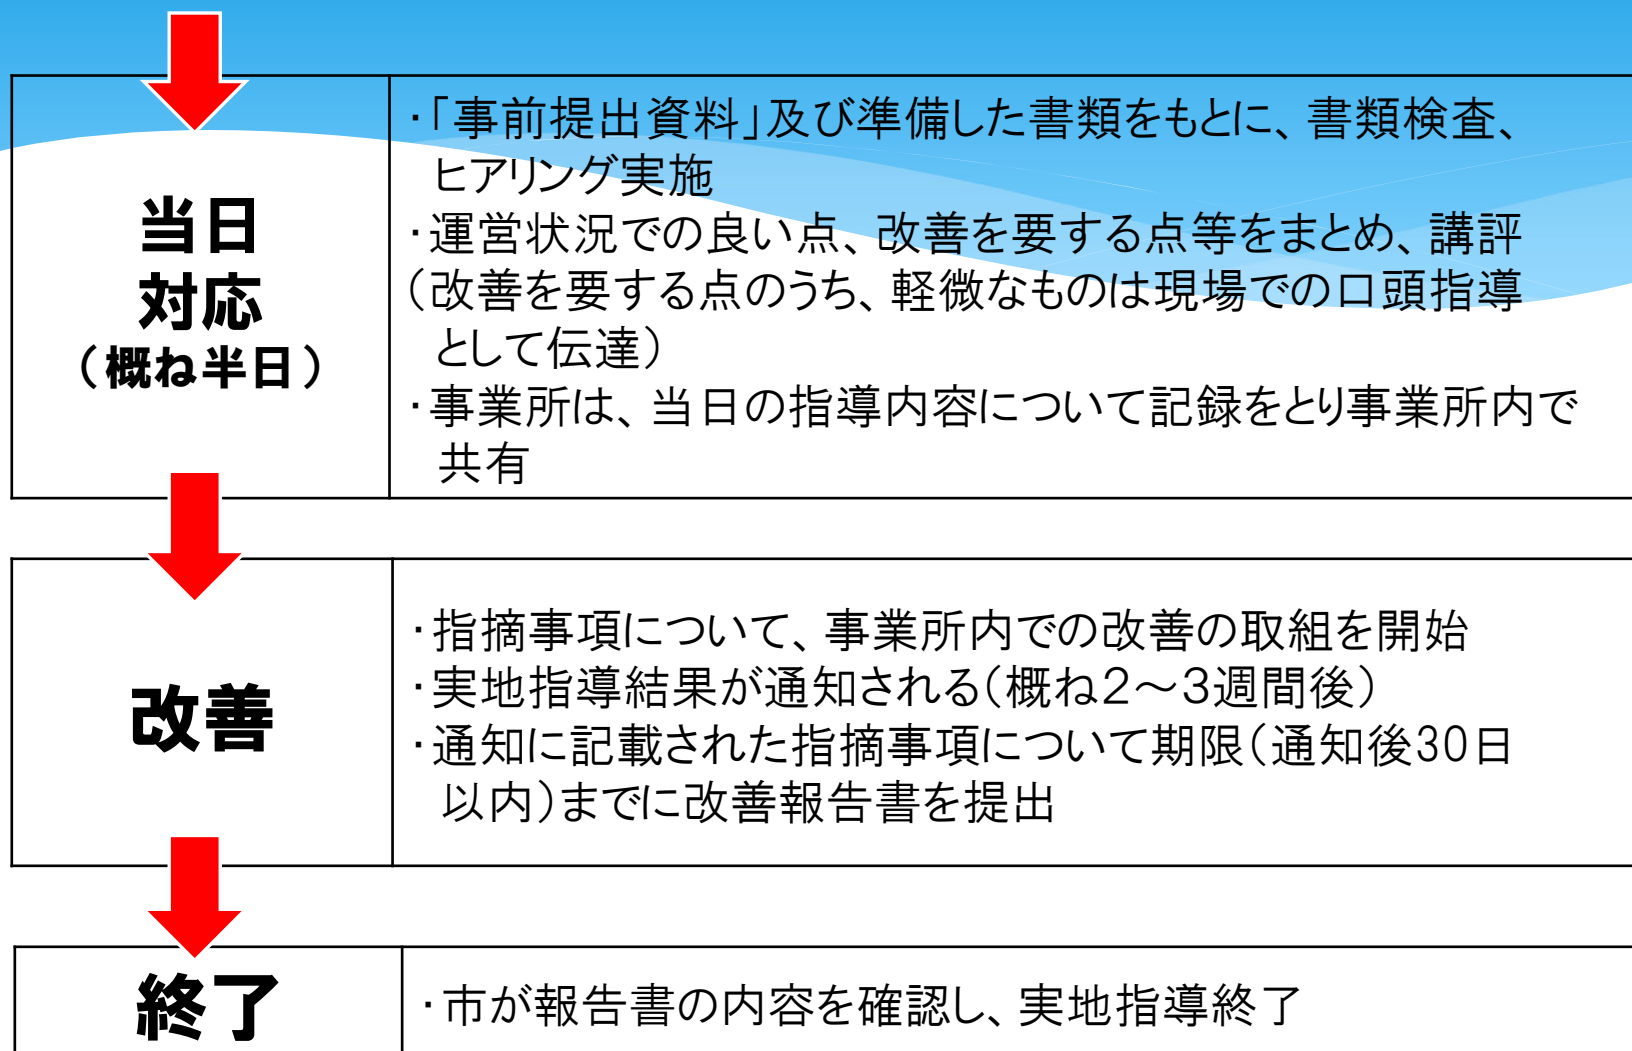 当日
対応
（概ね半日）
・「事前提出資料」及び準備した書類をもとに、書類検査、
ヒアリング実施
・運営状況での良い点、改善を要する点等をまとめ、講評
（改善を要する点のうち、軽微なものは現場での口頭指導
として伝達）
・事業所は、当日の指導内容について記録をとり事業所内で
共有
改善
・指摘事項について、事業所内での改善の取組を開始
・実地指導結果が通知される（概ね２～３週間後）
・通知に記載された指摘事項について期限（通知後30日
以内）までに改善報告書を提出
終了
・市が報告書の内容を確認し、実地指導終了